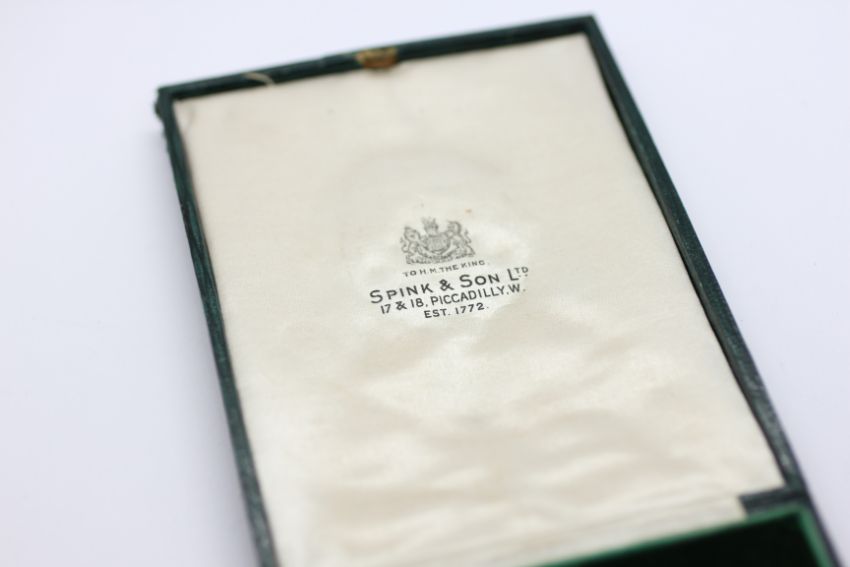 TO H.M. THE KING.
SPINK & SON LTD
17 & 18, PICCADILLY, W.
EST. 1772.